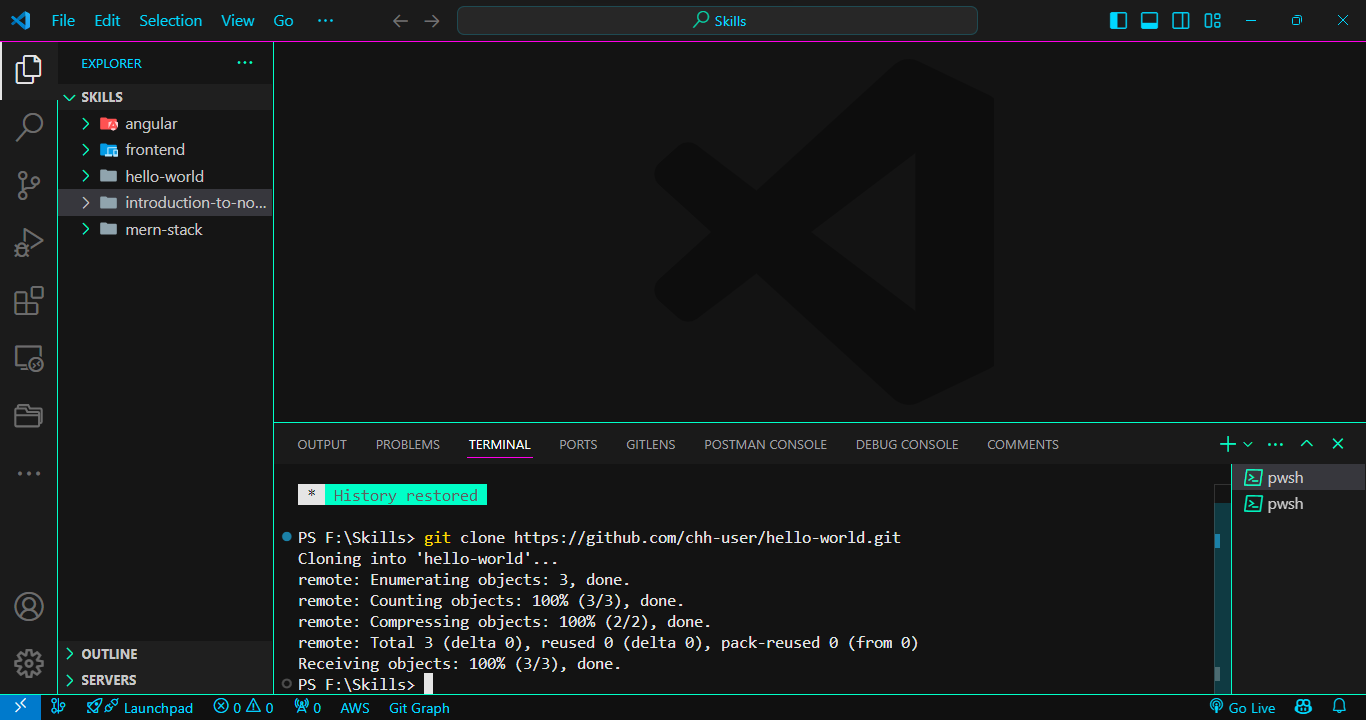 File Edit Selection View Go ··· Skills
EXPLORER ···
SKILLS
angular
frontend
hello-world
introduction-to-no...
mern-stack
OUTLINE
SERVERS
OUTPUT PROBLEMS TERMINAL PORTS GITLENS POSTMAN CONSOLE DEBUG CONSOLE COMMENTS
* History restored
PS F:\Skills> git clone https://github.com/chh-user/hello-world.git
Cloning into 'hello-world'...
remote: Enumerating objects: 3, done.
remote: Counting objects: 100% (3/3), done.
remote: Compressing objects: 100% (2/2), done.
remote: Total 3 (delta 0), reused 0 (delta 0), pack-reused 0 (from 0)
Receiving objects: 100% (3/3), done.
PS F:\Skills>
pwsh
pwsh
Launchpad 0 0 0 AWS Git Graph Go Live